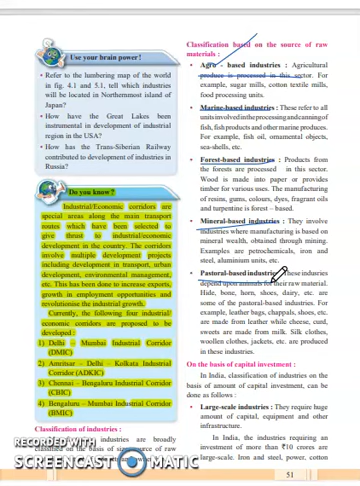 Use your brain power!
• Refer to the lumbering map of the world
in fig. 4.1 and 5.1, tell which industries
will be located in Northernmost island of
Japan?
• How have the Great Lakes been
instrumental in development of industrial
region in the USA?
• How has the Trans-Siberian Railway
contributed to development of industries in
Russia?
Do you know?
Industrial/Economic corridors are
special areas along the main transport
routes which have been selected to
give thrust to industrial/economic
development in the country. The corridors
involve multiple development projects
including development in transport, urban
development, environmental management,
etc. This has been done to increase exports,
growth in employment opportunities and
revolutionise the industrial growth.
Currently, the following four industrial/
economic corridors are proposed to be
developed :
1) Delhi – Mumbai Industrial Corridor
(DMIC)
2) Amritsar – Delhi – Kolkata Industrial
Corridor (ADKIC)
3) Chennai – Bengaluru Industrial Corridor
(CBIC)
4) Bengaluru – Mumbai Industrial Corridor
(BMIC)
Classification of industries :
industries are broadly
classified on the basis of source of raw
Classification based on the source of raw
materials :
• Agro - based industries : Agricultural
produce is processed in this sector. For
example, sugar mills, cotton textile mills,
food processing units.
• Marine-based industries : These refer to all
units involved in the processing and canning of
fish, fish products and other marine produces.
For example, fish oil, ornamental objects,
sea-shells, etc.
• Forest-based industries : Products from
the forests are processed in this sector.
Wood is made into paper or provides
timber for various uses. The manufacturing
of resins, gums, colours, dyes, fragrant oils
and turpentine is forest – based.
• Mineral-based industries : They involve
industries where manufacturing is based on
mineral wealth, obtained through mining.
Examples are petrochemicals, iron and
steel, aluminium units, etc.
• Pastoral-based industries : These industries
depend upon animals for their raw material.
Hide, bone, horn, shoes, dairy, etc. are
some of the pastoral-based industries. For
example, leather bags, chappals, shoes, etc.
are made from leather while cheese, curd,
sweets are made from milk. Silk clothes,
woollen clothes, jackets, etc. are produced
in these industries.
On the basis of capital investment :
In India, classification of industries on the
basis of amount of capital investment, can be
done as follows :
• Large-scale industries : They require huge
amount of capital, equipment and other
infrastructure.
In India, the industries requiring an
investment of more than ₹10 crores are
large-scale. Iron and steel, power, cotton
51
RECORDED WITH
SCREENCAST MATIC